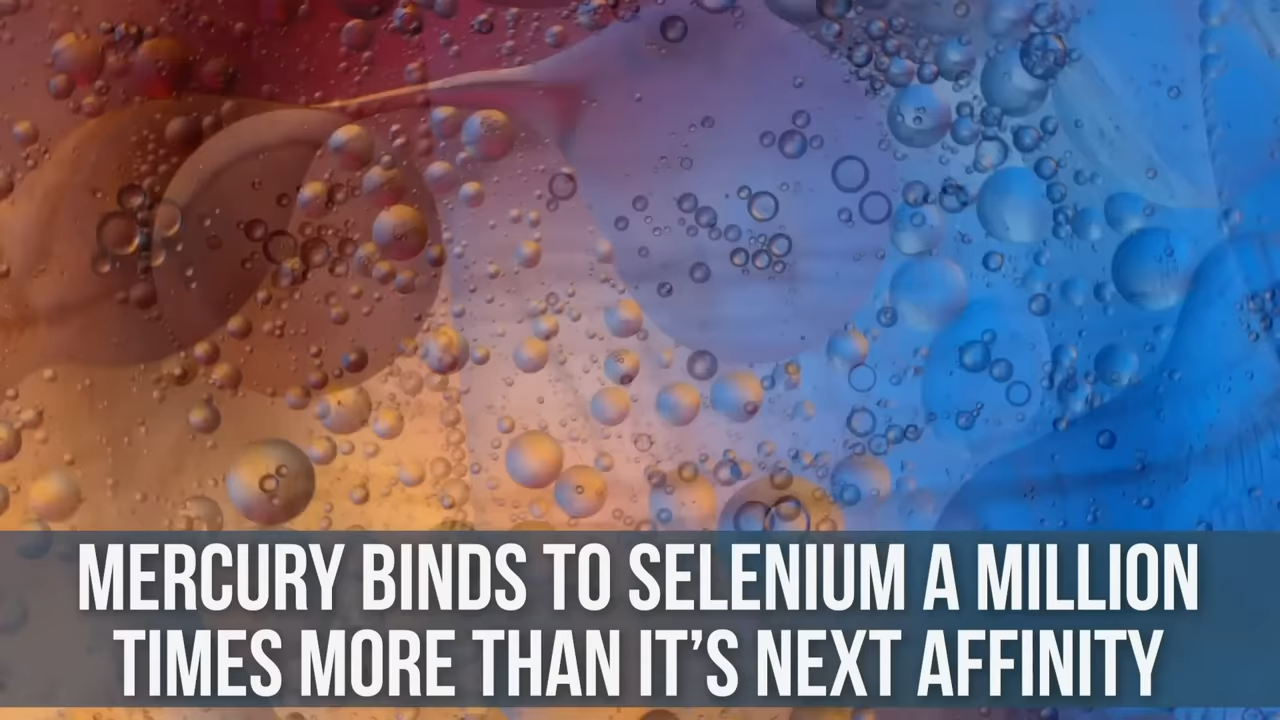 MERCURY BINDS TO SELENIUM A MILLION
TIMES MORE THAN IT’S NEXT AFFINITY